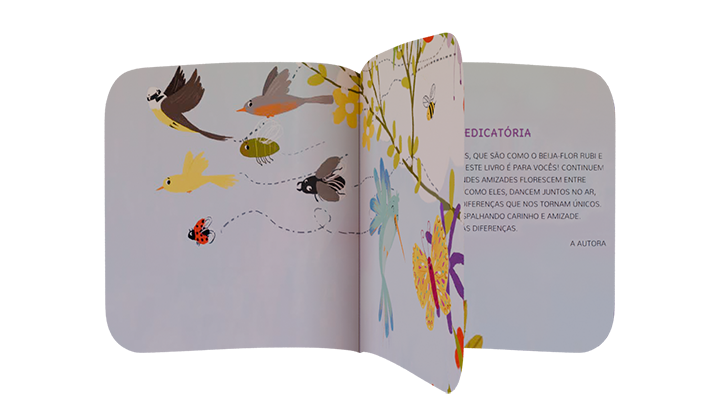 EDICATÓRIA
S, QUE SÃO COMO O BEIJA-FLOR RUBI E
ESTE LIVRO É PARA VOCÊS! CONTINUEM
DES AMIZADES FLORESCEM ENTRE
COMO ELES, DANCEM JUNTOS NO AR,
DIFERENÇAS QUE NOS TORNAM ÚNICOS.
SPALHANDO CARINHO E AMIZADE.
AS DIFERENÇAS.
A AUTORA